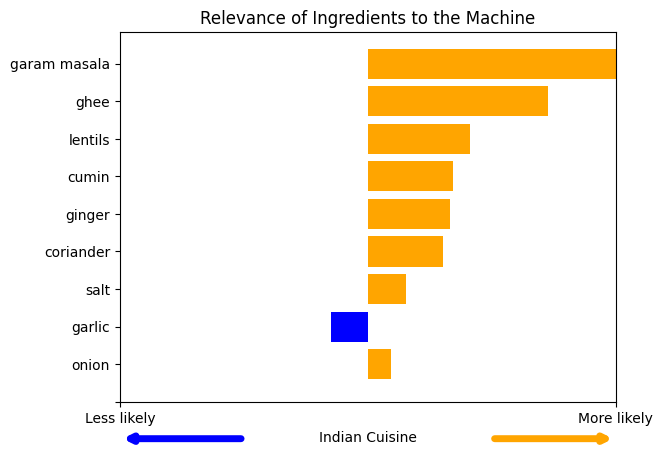 Relevance of Ingredients to the Machine
garam masala
ghee
lentils
cumin
ginger
coriander
salt
garlic
onion
Less likely
More likely
Indian Cuisine